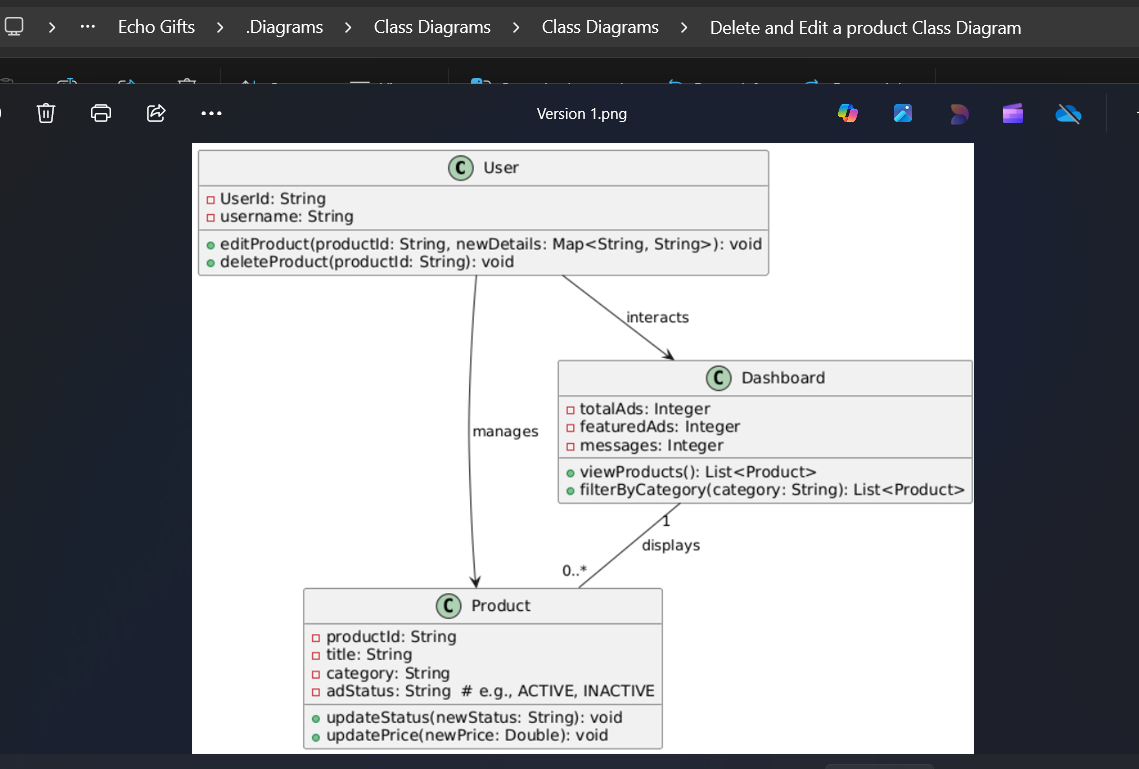 Echo Gifts > .Diagrams > Class Diagrams > Class Diagrams > Delete and Edit a product Class Diagram
Version 1.png
C User
UserId: String
username: String
editProduct(productId: String, newDetails: Map<String, String>): void
deleteProduct(productId: String): void
interacts
C Dashboard
totalAds: Integer
featuredAds: Integer
messages: Integer
viewProducts(): List<Product>
filterByCategory(category: String): List<Product>
manages
1
displays
0..*
C Product
productId: String
title: String
category: String
adStatus: String # e.g., ACTIVE, INACTIVE
updateStatus(newStatus: String): void
updatePrice(newPrice: Double): void